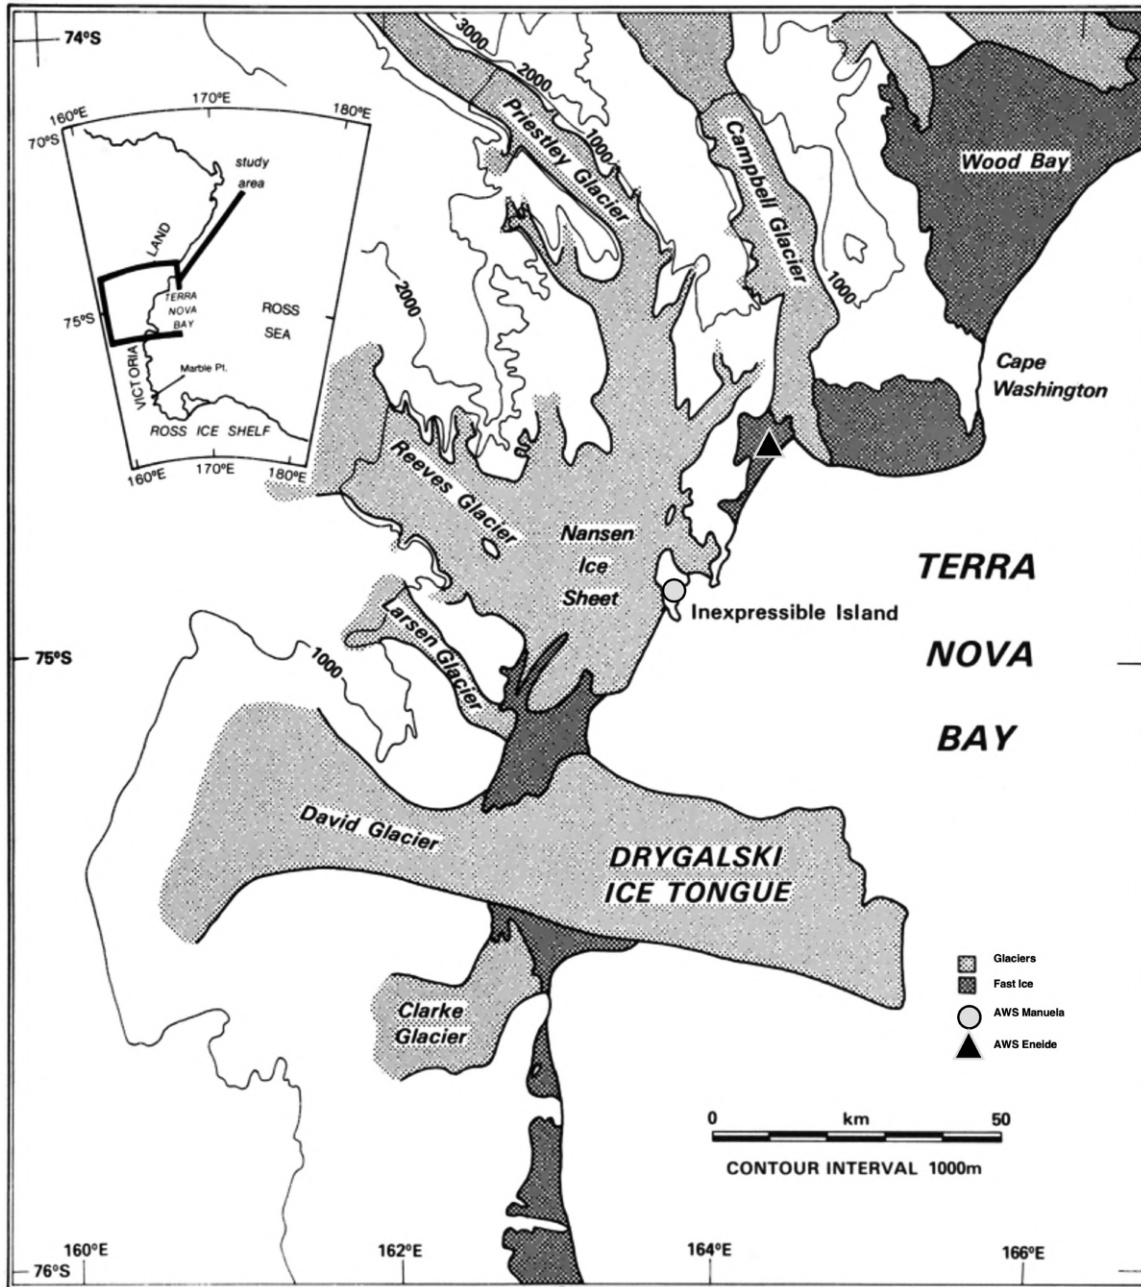 74°S
3000
2000
1000
Priestley Glacier
Campbell Glacier
Wood Bay
1000
160°E
170°E
180°E
70°S
study
area
LAND
TERRA
NOVA
BAY
ROSS
SEA
75°S
VICTORIA
Marble Pt.
ROSS ICE SHELF
160°E
170°E
180°E
2000
Cape
Washington
Reeves Glacier
Nansen
Ice
Sheet
Inexpressible Island
TERRA
NOVA
BAY
75°S
1000
arsen Glacier
David Glacier
DRYGALSKI
ICE TONGUE
Clarke
Glacier
Glaciers
Fast Ice
AWS Manuela
AWS Eneide
0 km 50
CONTOUR INTERVAL 1000m
160°E
162°E
164°E
166°E
76°S